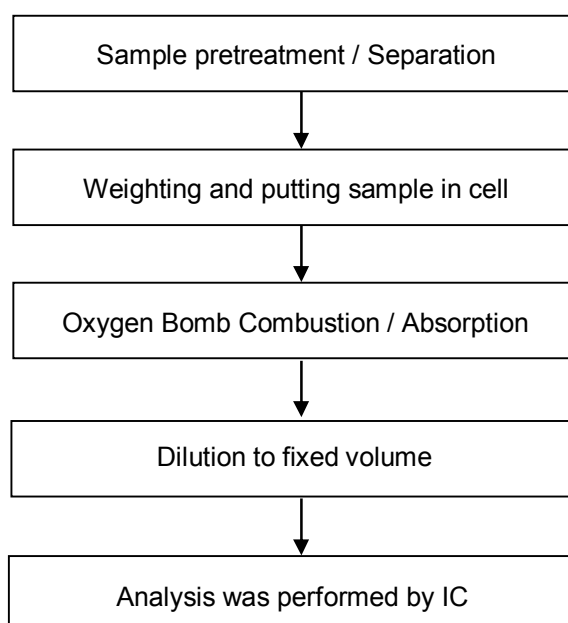 Sample pretreatment / Separation
Weighting and putting sample in cell
Oxygen Bomb Combustion / Absorption
Dilution to fixed volume
Analysis was performed by IC